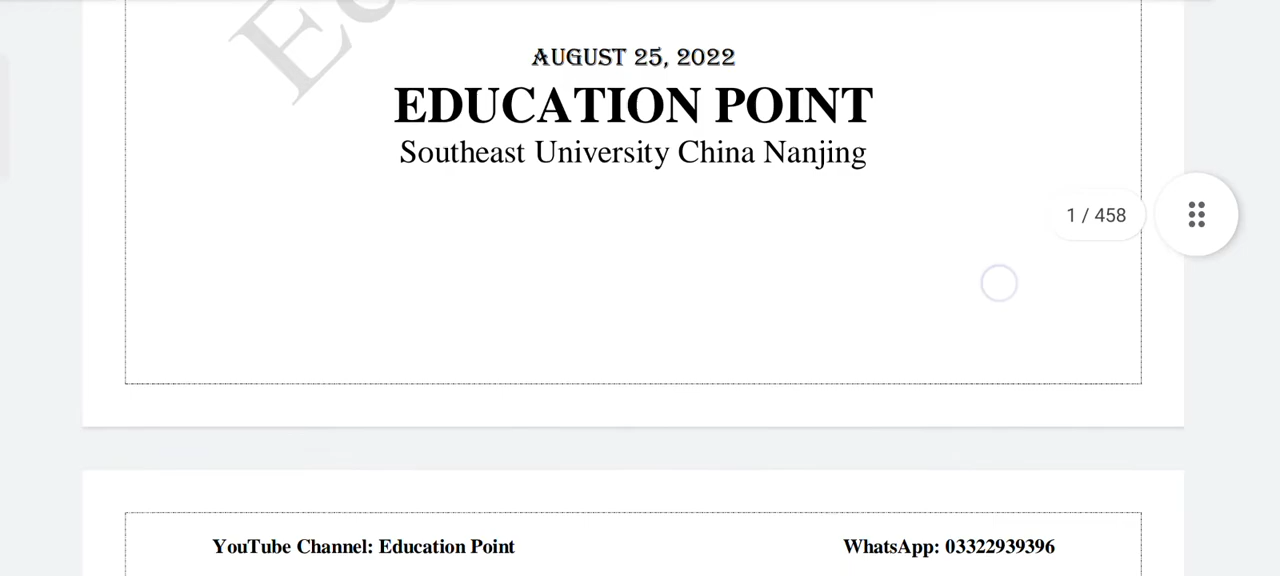 AUGUST 25, 2022
EDUCATION POINT
Southeast University China Nanjing
1 / 458
YouTube Channel: Education Point
WhatsApp: 03322939396